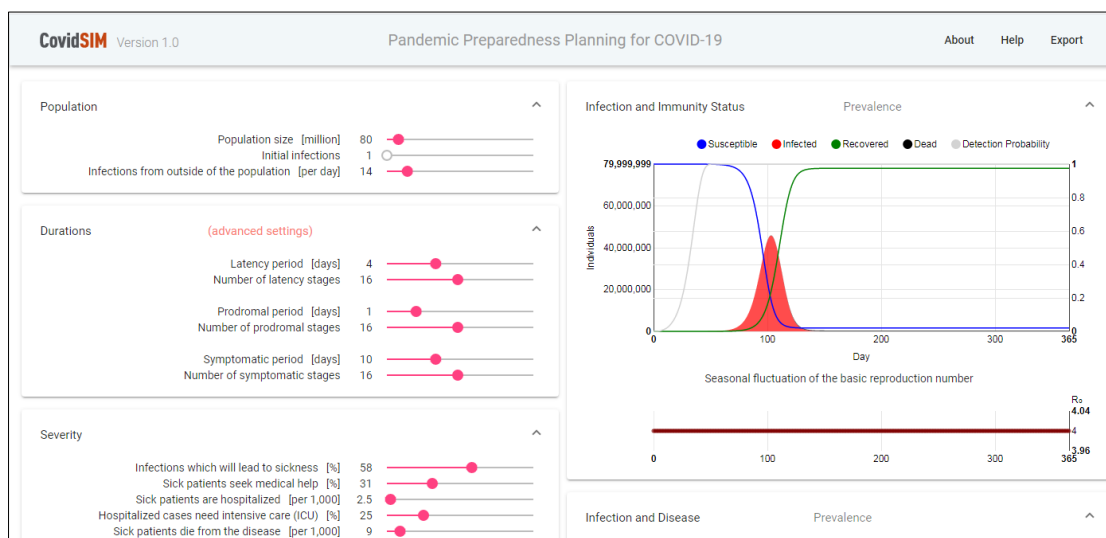 CovidSIM Version 1.0 Pandemic Preparedness Planning for COVID-19 About Help Export
Population
Population size [million] 80
Initial infections 1
Infections from outside of the population [per day] 14
Durations (advanced settings)
Latency period [days] 4
Number of latency stages 16
Prodromal period [days] 1
Number of prodromal stages 16
Symptomatic period [days] 10
Number of symptomatic stages 16
Severity
Infections which will lead to sickness [%] 58
Sick patients seek medical help [%] 31
Sick patients are hospitalized [per 1,000] 2.5
Hospitalized cases need intensive care (ICU) [%] 25
Sick patients die from the disease [per 1,000] 9
Infection and Immunity Status Prevalence
Susceptible Infected Recovered Dead Detection Probability
79,999,999 1
60,000,000 0.8
0.6
40,000,000 0.4
20,000,000 0.2
0 0
Individuals
0 100 200 300 365
Day
Seasonal fluctuation of the basic reproduction number
R₀
4.04
4
3.96
0 100 200 300 365
Infection and Disease Prevalence